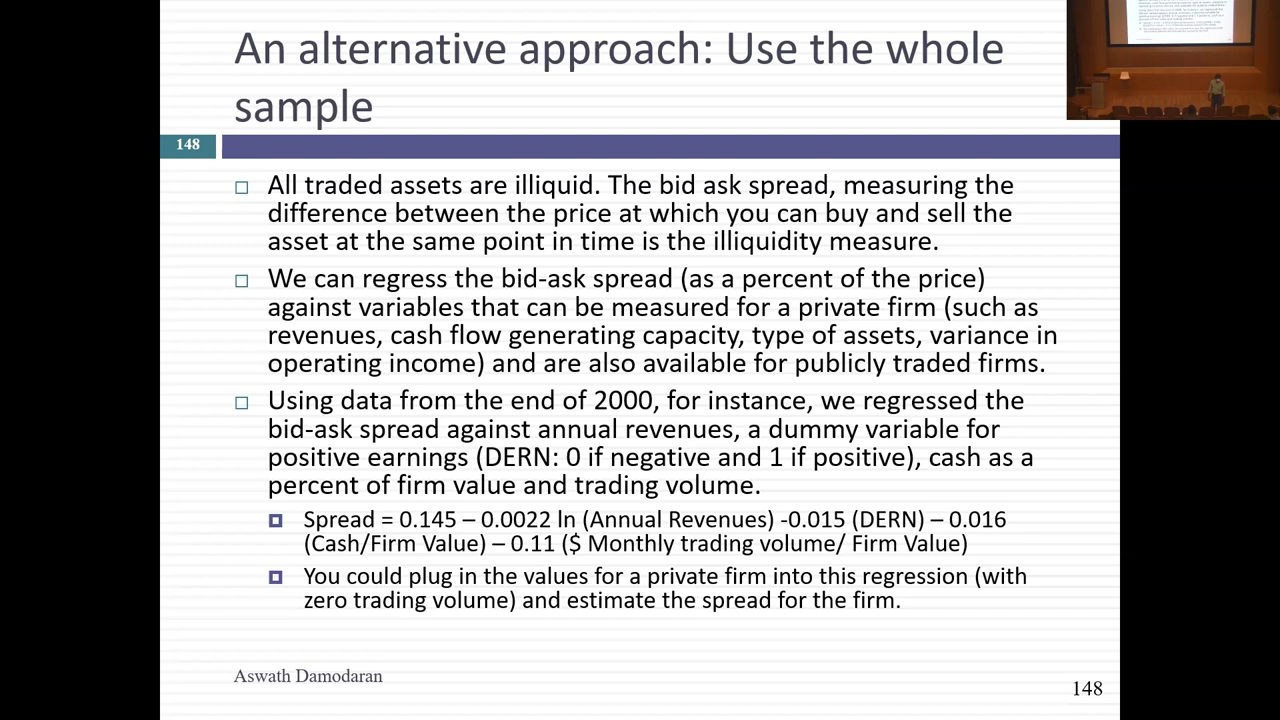 An alternative approach: Use the whole
sample
148
All traded assets are illiquid. The bid ask spread, measuring the
difference between the price at which you can buy and sell the
asset at the same point in time is the illiquidity measure.
We can regress the bid-ask spread (as a percent of the price)
against variables that can be measured for a private firm (such as
revenues, cash flow generating capacity, type of assets, variance in
operating income) and are also available for publicly traded firms.
Using data from the end of 2000, for instance, we regressed the
bid-ask spread against annual revenues, a dummy variable for
positive earnings (DERN: 0 if negative and 1 if positive), cash as a
percent of firm value and trading volume.
Spread = 0.145 – 0.0022 ln (Annual Revenues) -0.015 (DERN) – 0.016
(Cash/Firm Value) – 0.11 ($ Monthly trading volume/ Firm Value)
You could plug in the values for a private firm into this regression (with
zero trading volume) and estimate the spread for the firm.
Aswath Damodaran
148